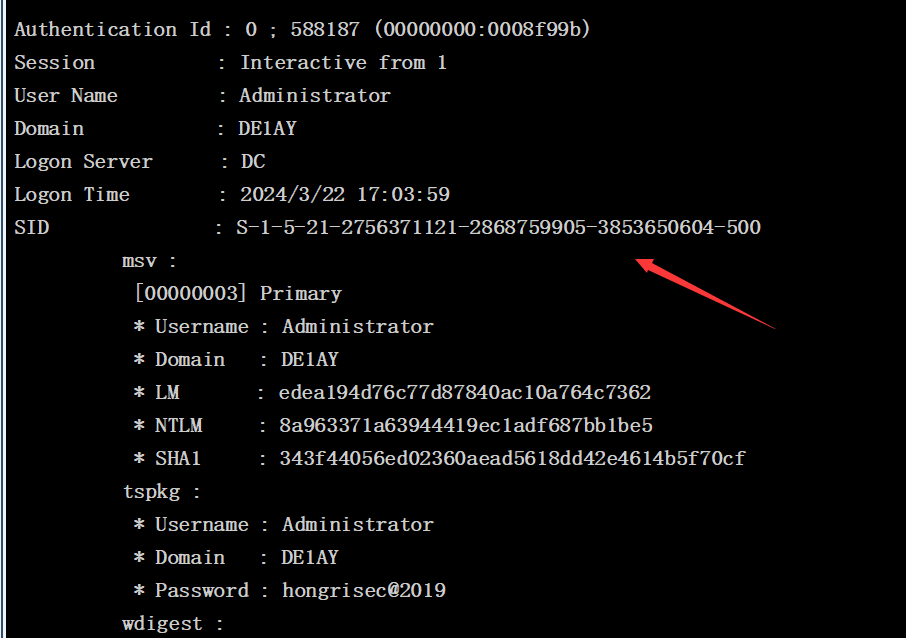 Authentication Id : 0 ; 588187 (00000000:0008f99b)
Session           : Interactive from 1
User Name         : Administrator
Domain            : DE1AY
Logon Server      : DC
Logon Time        : 2024/3/22 17:03:59
SID               : S-1-5-21-2756371121-2868759905-3853650604-500
msv :
[00000003] Primary
* Username : Administrator
* Domain   : DE1AY
* LM       : edea194d76c77d87840ac10a764c7362
* NTLM     : 8a963371a63944419ec1adf687bb1be5
* SHA1     : 343f44056ed02360aead5618dd42e4614b5f70cf
tspkg :
* Username : Administrator
* Domain   : DE1AY
* Password : hongrisec@2019
wdigest :